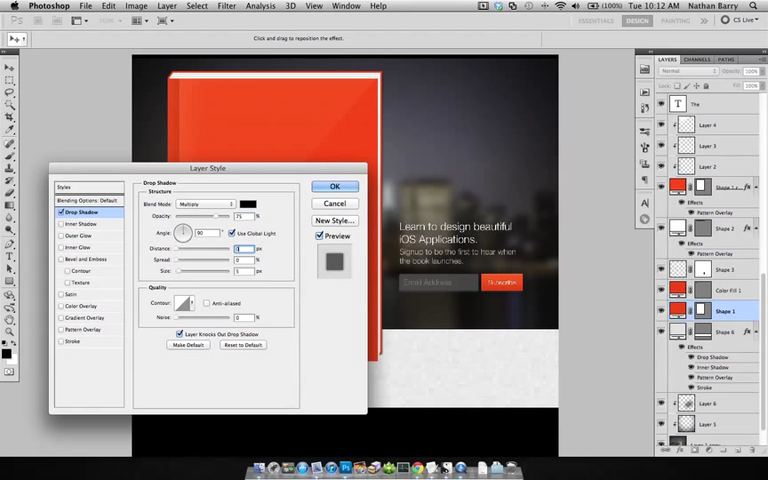 Photoshop File Edit Image Layer Select Filter Analysis 3D View Window Help
(100%) Tue 10:12 AM Nathan Barry
ESSENTIALS DESIGN PAINTING CS Live
Click and drag to reposition the effect.
LAYERS CHANNELS PATHS
Normal Opacity: 100%
Lock: Fill: 100%
The
Layer 4
Layer 3
Layer 2
Effects
Pattern Overlay
Shape 2 fx
Effects
Pattern Overlay
Shape 3
Color Fill 1
Shape 1
Shape 6 fx
Effects
Drop Shadow
Inner Shadow
Pattern Overlay
Stroke
Layer 6
Layer 5
Learn to design beautiful
iOS Applications.
Signup to be the first to hear when
the book launches.
Email Address Subscribe
Layer Style
Styles
Blending Options: Default
Drop Shadow
Inner Shadow
Outer Glow
Inner Glow
Bevel and Emboss
Contour
Texture
Satin
Color Overlay
Gradient Overlay
Pattern Overlay
Stroke
Drop Shadow
Structure
Blend Mode: Multiply
Opacity: 75 %
Angle: 90 ° Use Global Light
Distance: 0 px
Spread: 0 %
Size: 5 px
Quality
Contour: Anti-aliased
Noise: 0 %
Layer Knocks Out Drop Shadow
Make Default Reset to Default
OK
Cancel
New Style...
Preview